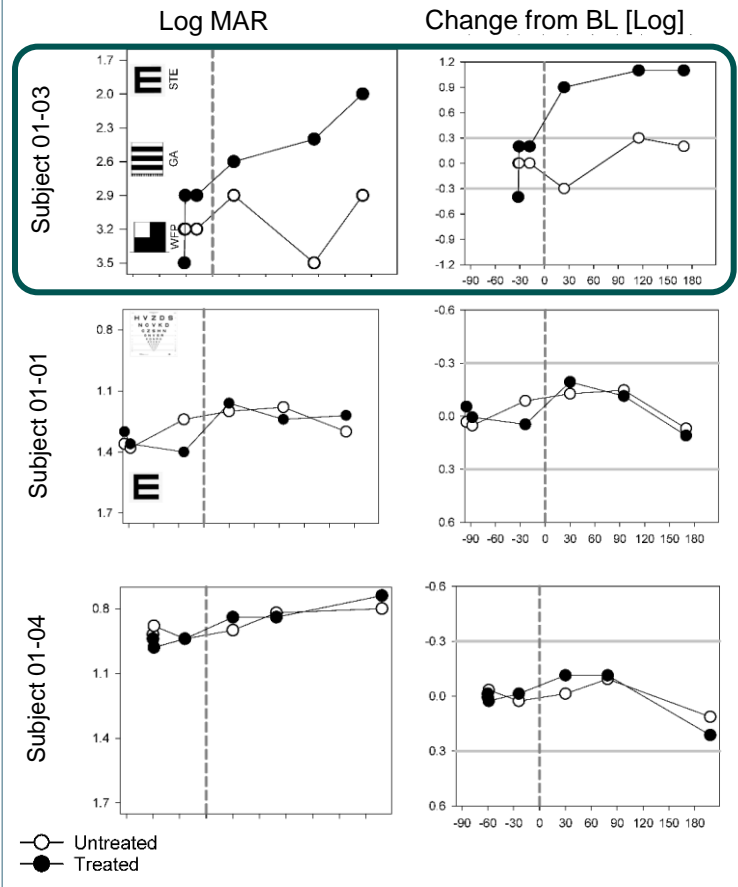 Log MAR
Change from BL [Log]
Subject 01-03
1.7
2.0
2.3
2.6
2.9
3.2
3.5
STE
GA
WFP
1.2
0.9
0.6
0.3
0.0
-0.3
-0.6
-0.9
-1.2
-90 -60 -30 0 30 60 90 120 150 180
Subject 01-01
0.8
1.1
1.4
1.7
H V Z D S
N C V K D
-0.6
-0.3
0.0
0.3
0.6
-90 -60 -30 0 30 60 90 120 150 180
Subject 01-04
0.8
1.1
1.4
1.7
-0.6
-0.3
0.0
0.3
0.6
-90 -60 -30 0 30 60 90 120 150 180
Untreated
Treated